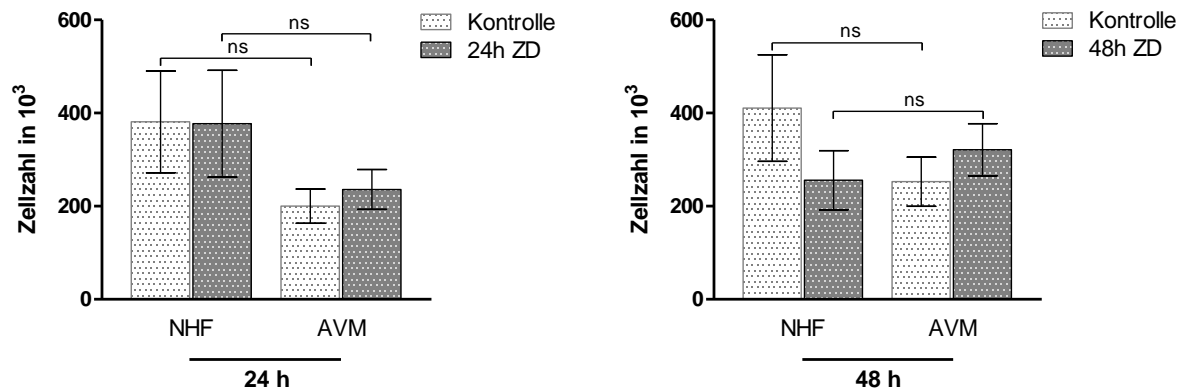 Zellzahl in 10³
600
400
200
0
ns
ns
Kontrolle
24h ZD
NHF
AVM
24 h
Zellzahl in 10³
600
400
200
0
ns
ns
Kontrolle
48h ZD
NHF
AVM
48 h